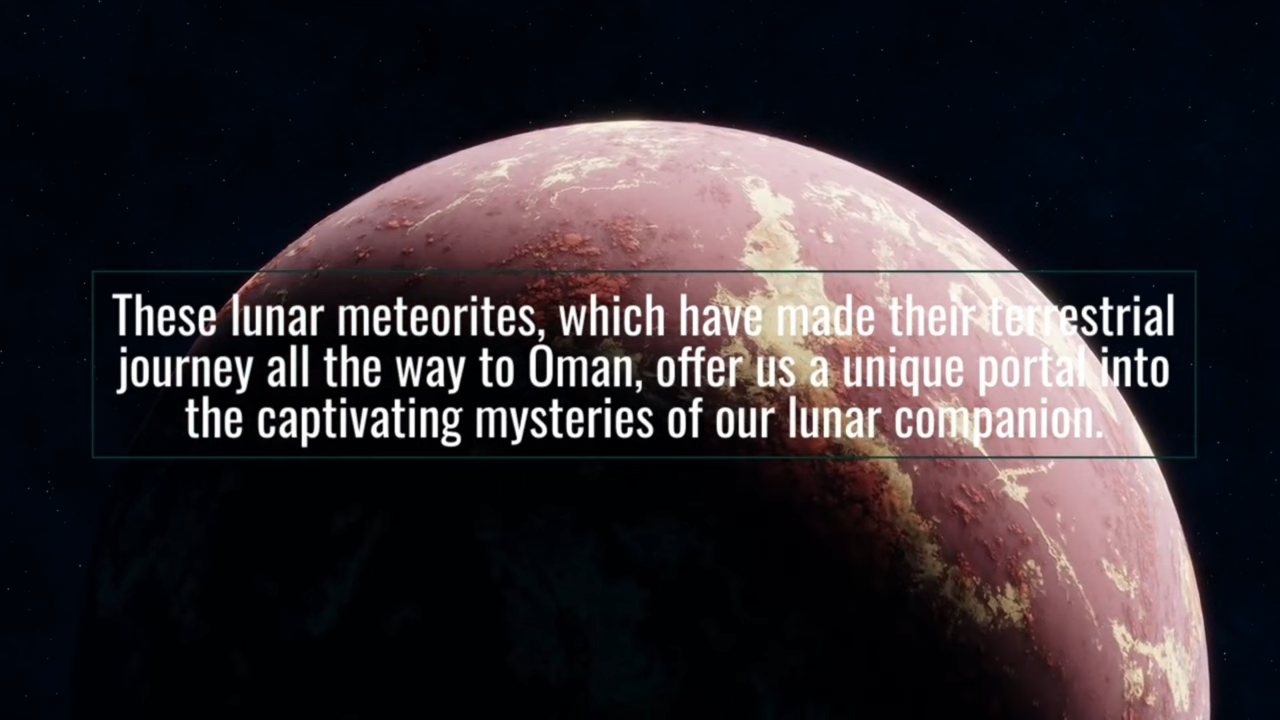 These lunar meteorites, which have made their terrestrial
journey all the way to Oman, offer us a unique portal into
the captivating mysteries of our lunar companion.